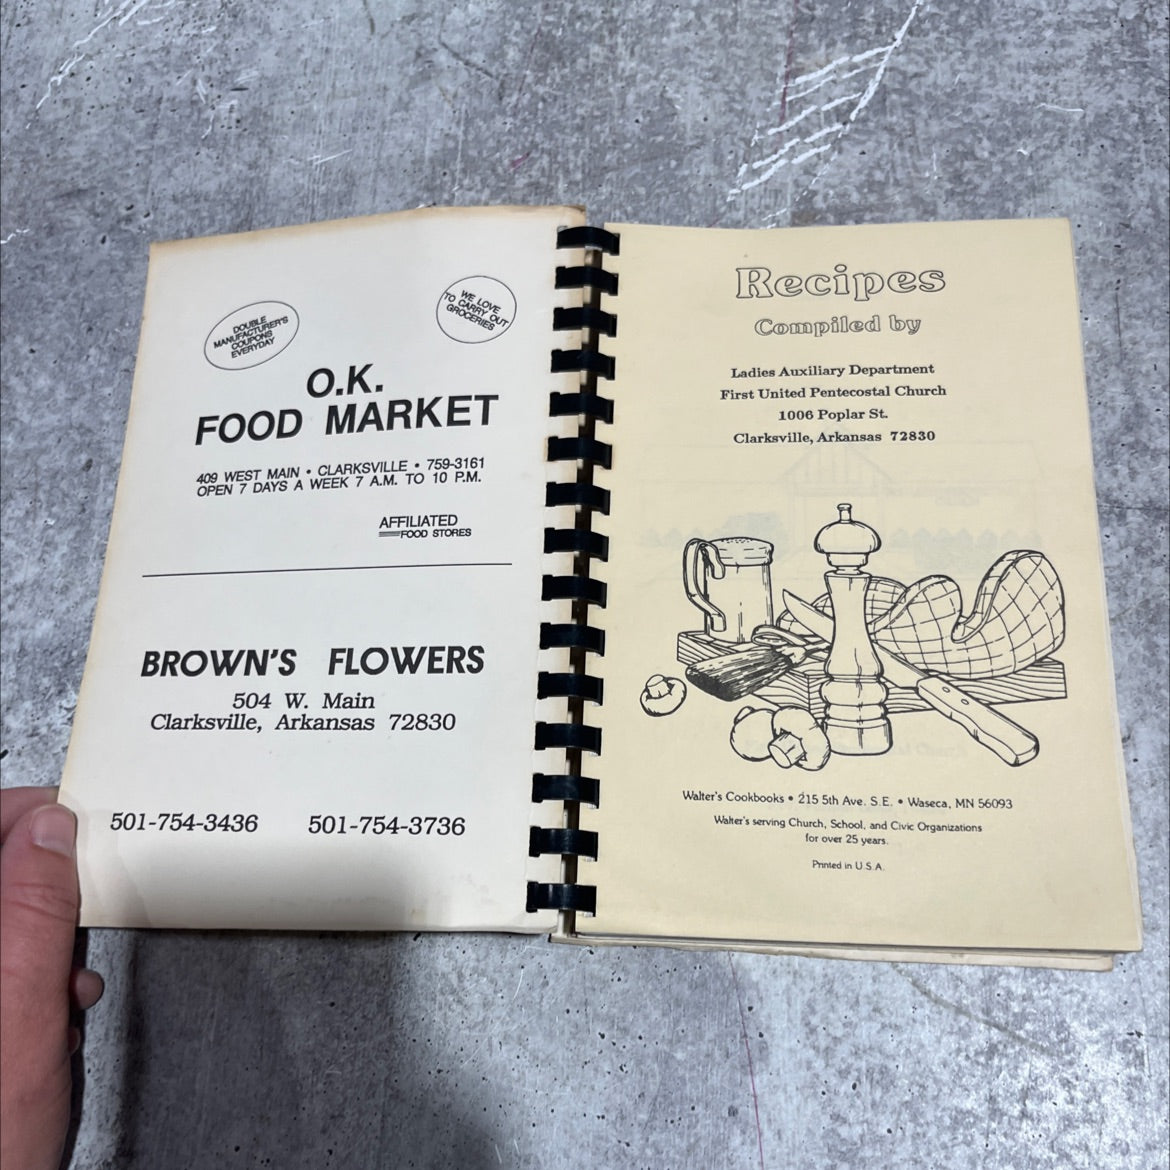 DOUBLE
MANUFACTURER'S
COUPONS
EVERYDAY
WE LOVE
TO CARRY OUT
GROCERIES
O.K.
FOOD MARKET
409 WEST MAIN • CLARKSVILLE • 759-3161
OPEN 7 DAYS A WEEK 7 A.M. TO 10 P.M.
AFFILIATED
FOOD STORES
BROWN'S FLOWERS
504 W. Main
Clarksville, Arkansas 72830
501-754-3436 501-754-3736
Recipes
Compiled by
Ladies Auxiliary Department
First United Pentecostal Church
1006 Poplar St.
Clarksville, Arkansas 72830
Walter's Cookbooks • 215 5th Ave. S.E. • Waseca, MN 56093
Walter's serving Church, School, and Civic Organizations
for over 25 years.
Printed in U.S.A.